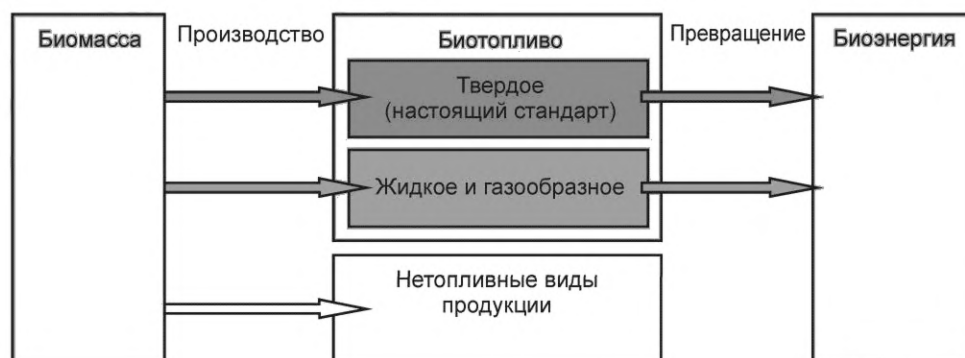 Биомасса
Производство
Биотопливо
Превращение
Биоэнергия
Твердое
(настоящий стандарт)
Жидкое и газообразное
Нетопливные виды
продукции